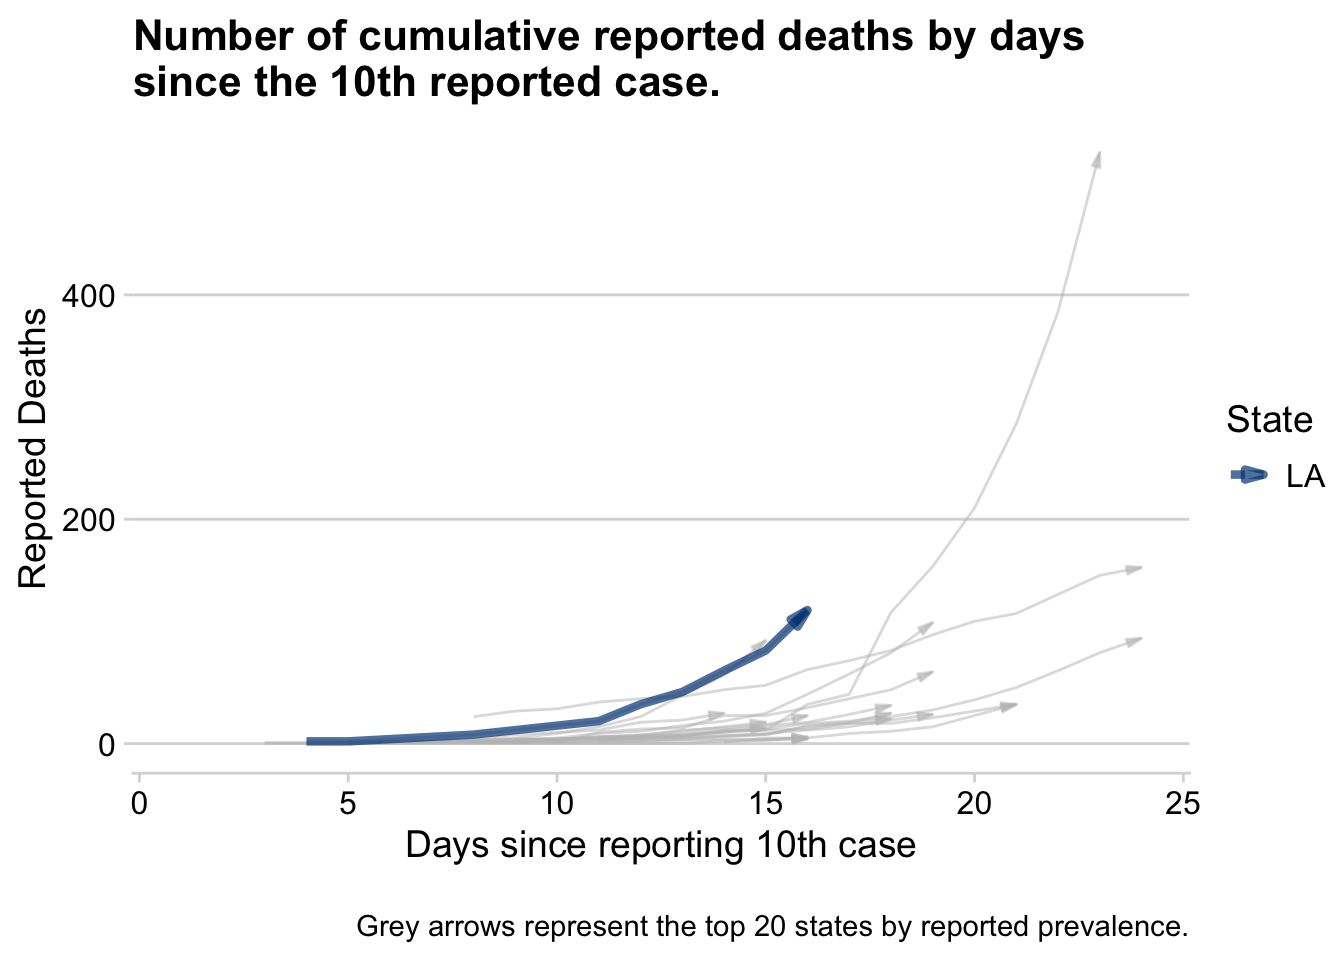 Number of cumulative reported deaths by days
since the 10th reported case.
400
200
0
Reported Deaths
0 5 10 15 20 25
Days since reporting 10th case
State
LA
Grey arrows represent the top 20 states by reported prevalence.